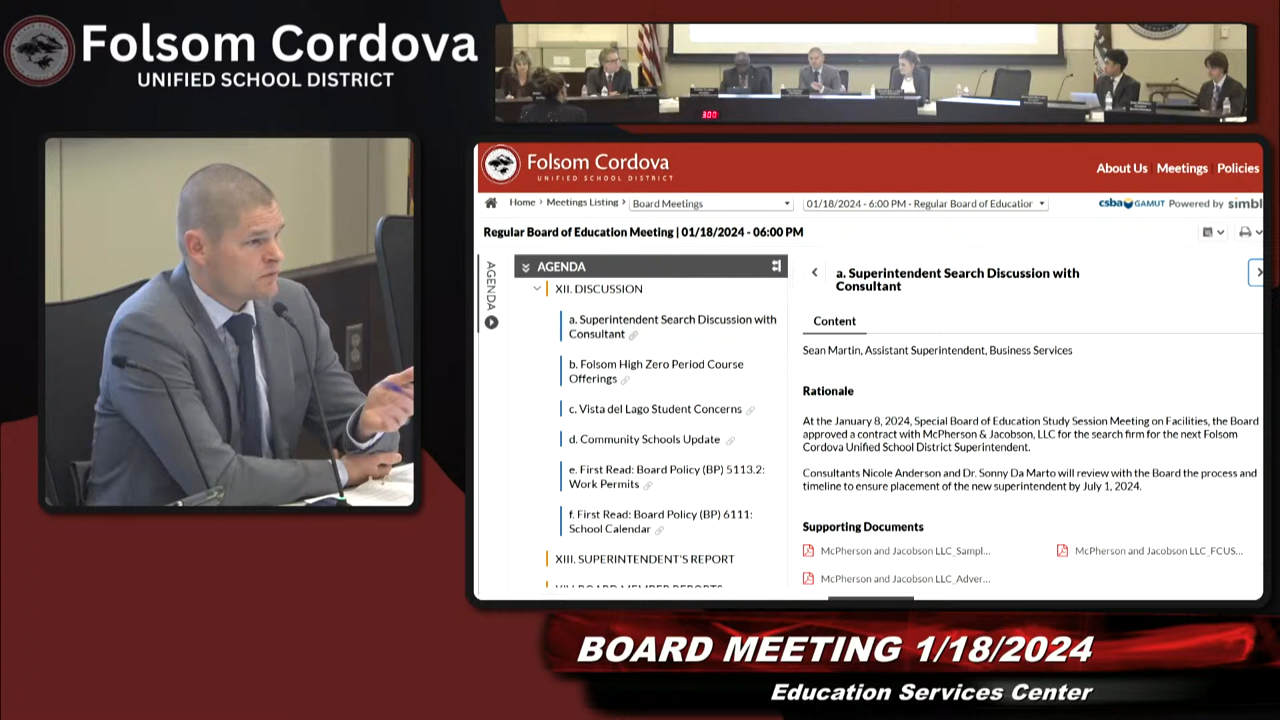 Folsom Cordova
UNIFIED SCHOOL DISTRICT
3:00
Folsom Cordova
UNIFIED SCHOOL DISTRICT
About Us Meetings Policies
Home > Meetings Listing > Board Meetings
01/18/2024 - 6:00 PM - Regular Board of Education
csba GAMUT Powered by simbl
Regular Board of Education Meeting | 01/18/2024 - 06:00 PM
AGENDA
AGENDA
XII. DISCUSSION
a. Superintendent Search Discussion with
Consultant
b. Folsom High Zero Period Course
Offerings
c. Vista del Lago Student Concerns
d. Community Schools Update
e. First Read: Board Policy (BP) 5113.2:
Work Permits
f. First Read: Board Policy (BP) 6111:
School Calendar
XIII. SUPERINTENDENT'S REPORT
a. Superintendent Search Discussion with
Consultant
Content
Sean Martin, Assistant Superintendent, Business Services
Rationale
At the January 8, 2024, Special Board of Education Study Session Meeting on Facilities, the Board
approved a contract with McPherson & Jacobson, LLC for the search firm for the next Folsom
Cordova Unified School District Superintendent.
Consultants Nicole Anderson and Dr. Sonny Da Marto will review with the Board the process and
timeline to ensure placement of the new superintendent by July 1, 2024.
Supporting Documents
McPherson and Jacobson LLC_Sampl...
McPherson and Jacobson LLC_FCUS...
McPherson and Jacobson LLC_Adver...
BOARD MEETING 1/18/2024
Education Services Center